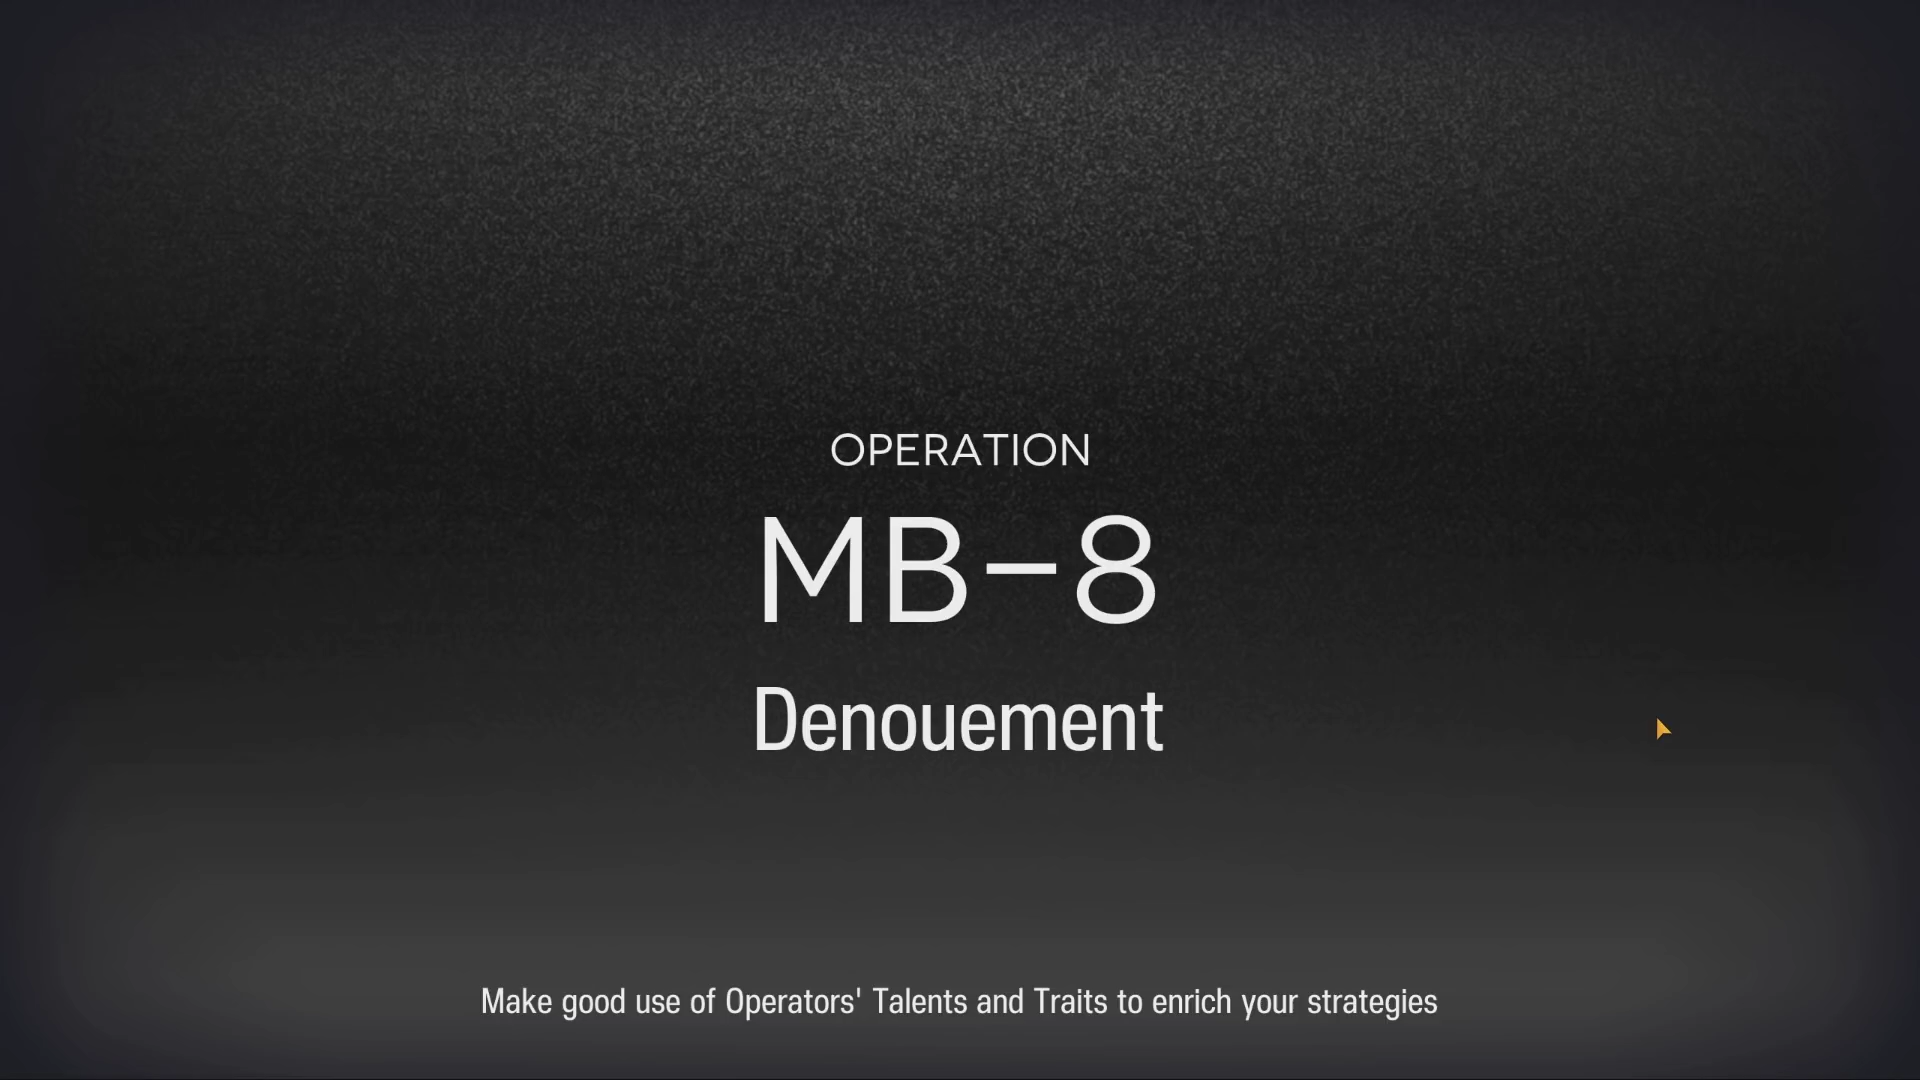 OPERATION
MB-8
Denouement
Make good use of Operators' Talents and Traits to enrich your strategies